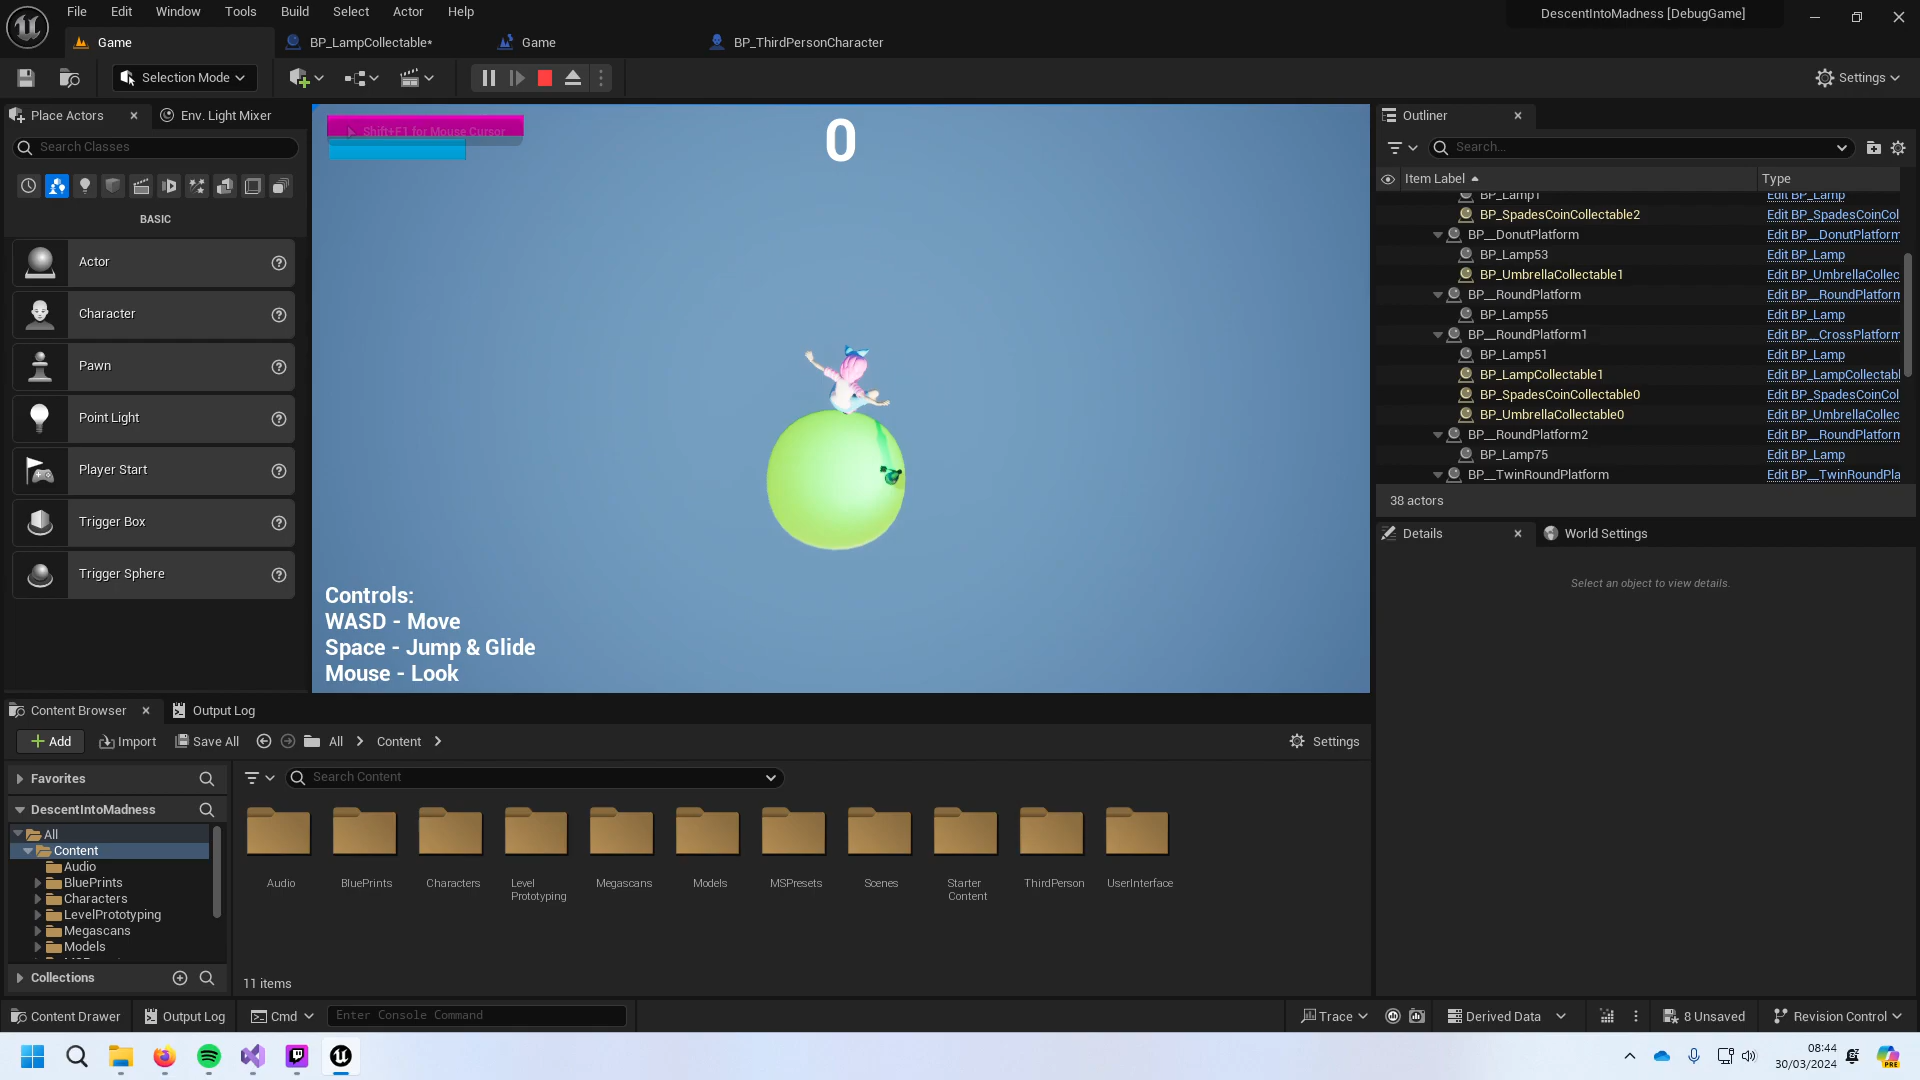 File Edit Window Tools Build Select Actor Help
DescentIntoMadness [DebugGame]
Game
BP_LampCollectable*
Game
BP_ThirdPersonCharacter
Selection Mode
Settings
Place Actors
Env. Light Mixer
Search Classes
BASIC
Actor
Character
Pawn
Point Light
Player Start
Trigger Box
Trigger Sphere
Shift+F1 for Mouse Cursor
0
Controls:
WASD - Move
Space - Jump & Glide
Mouse - Look
Outliner
Search...
Item Label Type
BP_Lamp1 Edit BP_Lamp
BP_SpadesCoinCollectable2 Edit BP_SpadesCoinCol
BP__DonutPlatform Edit BP__DonutPlatform
BP_Lamp53 Edit BP_Lamp
BP_UmbrellaCollectable1 Edit BP_UmbrellaCollec
BP__RoundPlatform Edit BP__RoundPlatform
BP_Lamp55 Edit BP_Lamp
BP__RoundPlatform1 Edit BP__CrossPlatform
BP_Lamp51 Edit BP_Lamp
BP_LampCollectable1 Edit BP_LampCollectabl
BP_SpadesCoinCollectable0 Edit BP_SpadesCoinCol
BP_UmbrellaCollectable0 Edit BP_UmbrellaCollec
BP__RoundPlatform2 Edit BP__RoundPlatform
BP_Lamp75 Edit BP_Lamp
BP__TwinRoundPlatform Edit BP__TwinRoundPla
38 actors
Details
World Settings
Select an object to view details.
Content Browser
Output Log
Add
Import
Save All
All
Content
Settings
Favorites
Search Content
DescentIntoMadness
All
Content
Audio
BluePrints
Characters
LevelPrototyping
Megascans
Models
Collections
Audio
BluePrints
Characters
Level
Prototyping
Megascans
Models
MSPresets
Scenes
Starter
Content
ThirdPerson
UserInterface
11 items
Content Drawer
Output Log
Cmd
Enter Console Command
Trace
Derived Data
8 Unsaved
Revision Control
08:44
30/03/2024
PRE